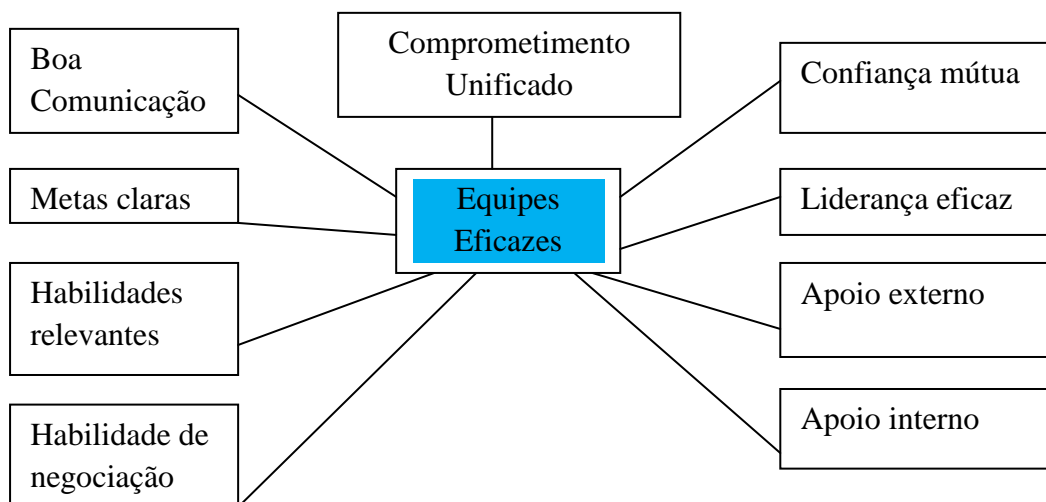 Boa
Comunicação
Comprometimento
Unificado
Confiança mútua
Metas claras
Equipes
Eficazes
Liderança eficaz
Habilidades
relevantes
Apoio externo
Habilidade de
negociação
Apoio interno